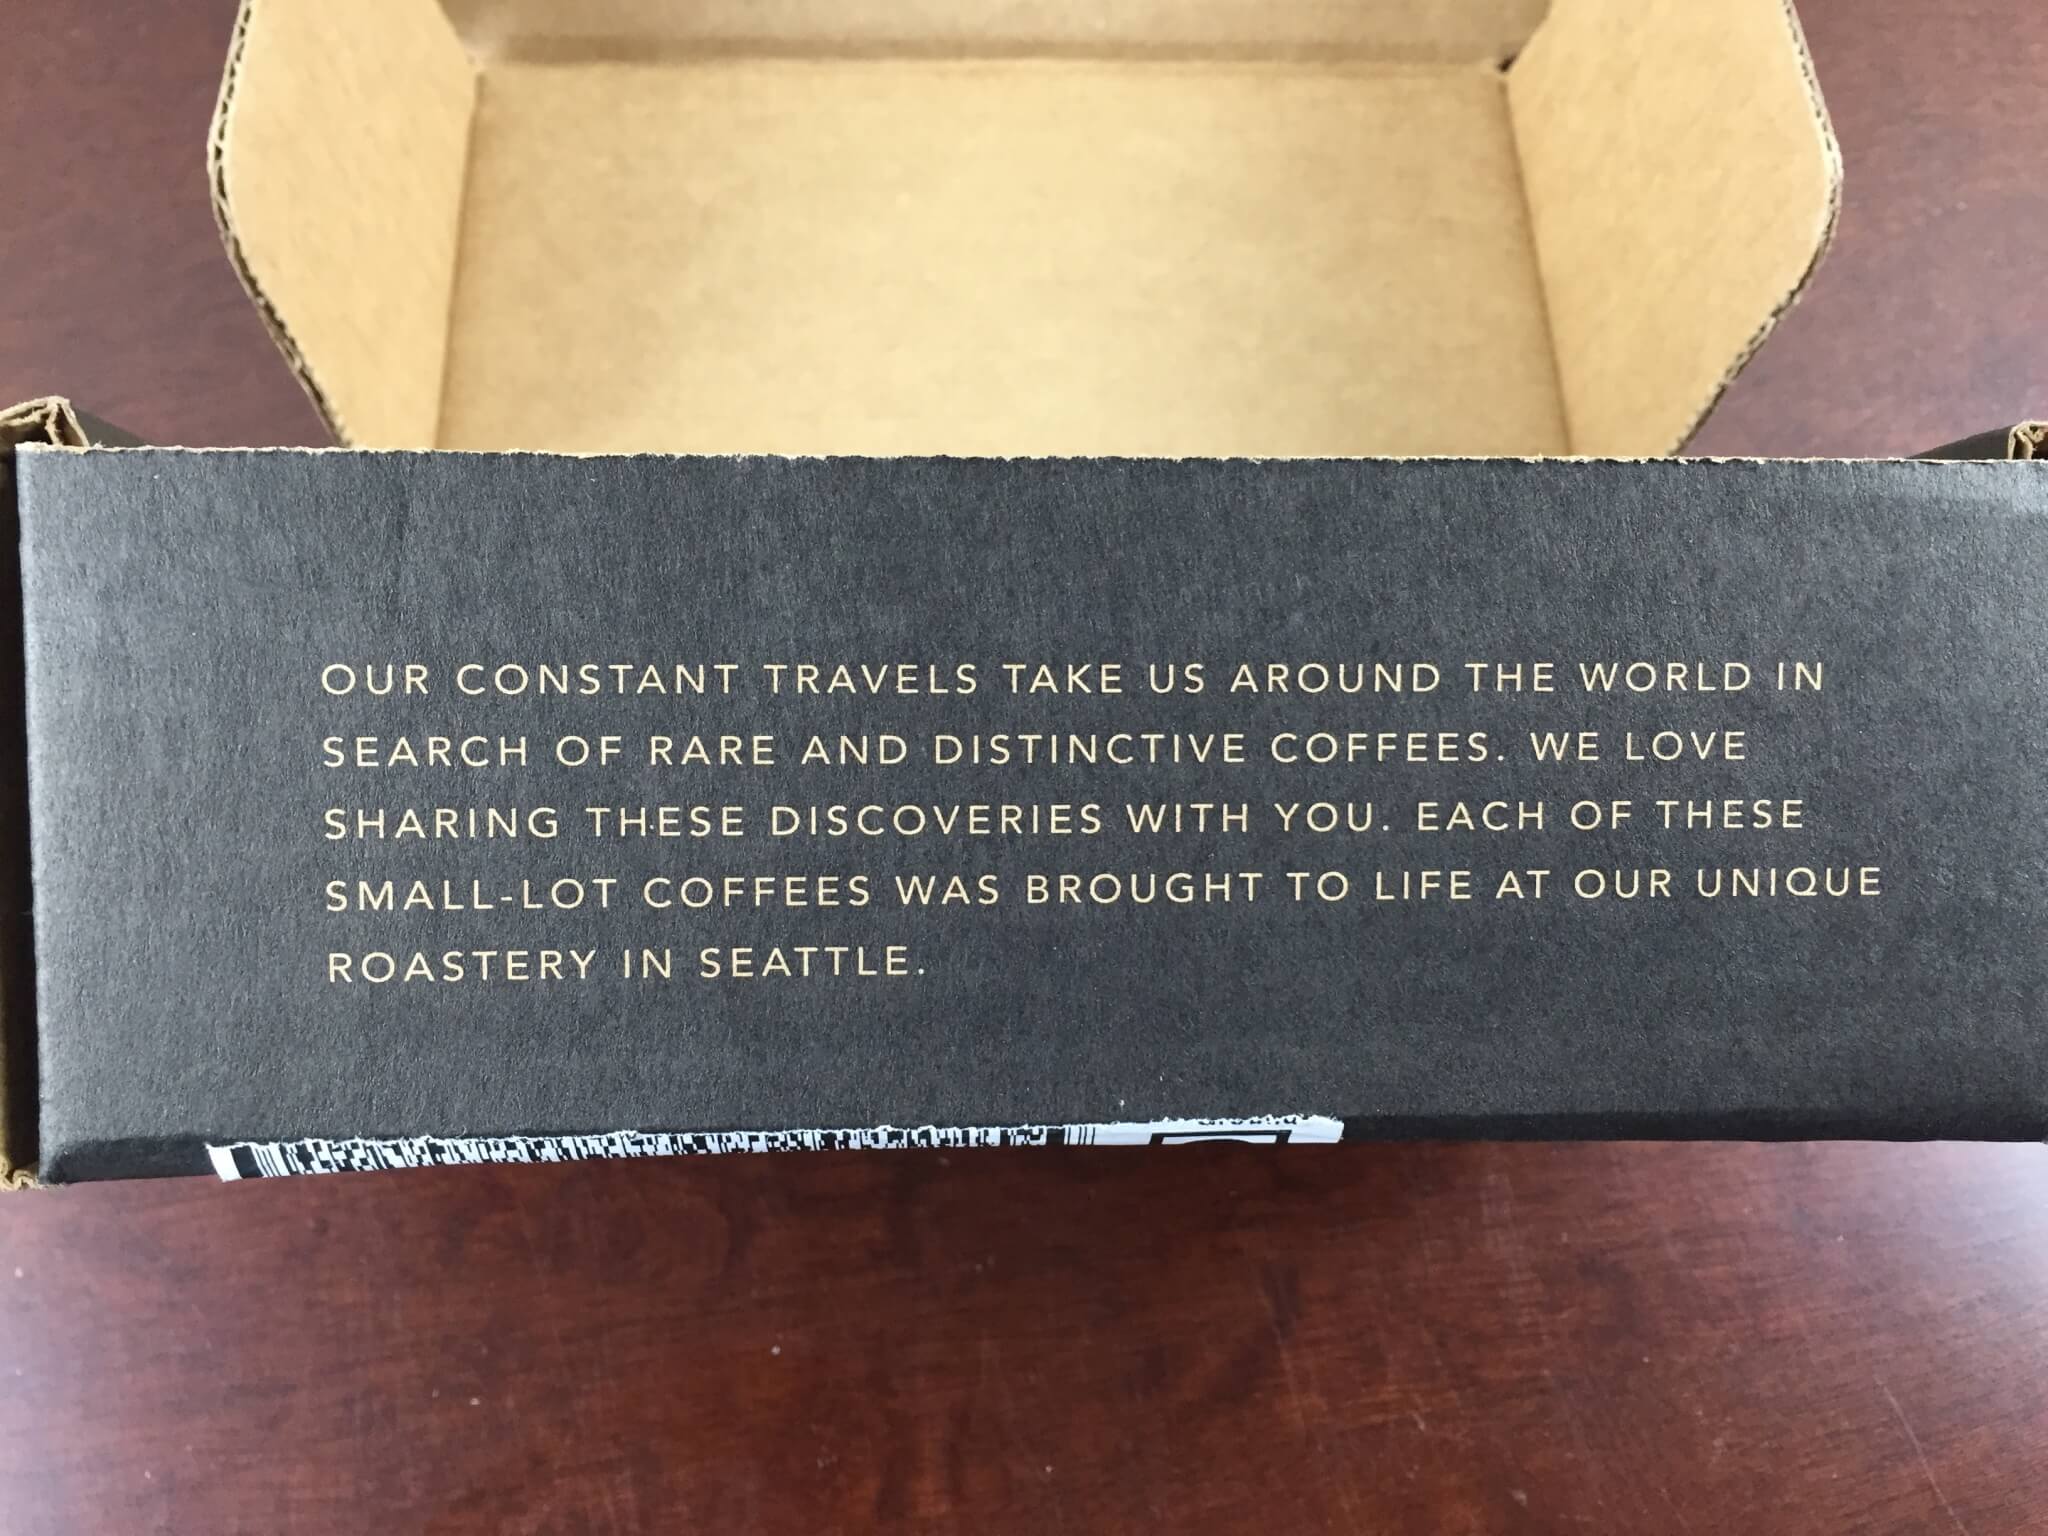 OUR CONSTANT TRAVELS TAKE US AROUND THE WORLD IN
SEARCH OF RARE AND DISTINCTIVE COFFEES. WE LOVE
SHARING THESE DISCOVERIES WITH YOU. EACH OF THESE
SMALL-LOT COFFEES WAS BROUGHT TO LIFE AT OUR UNIQUE
ROASTERY IN SEATTLE.